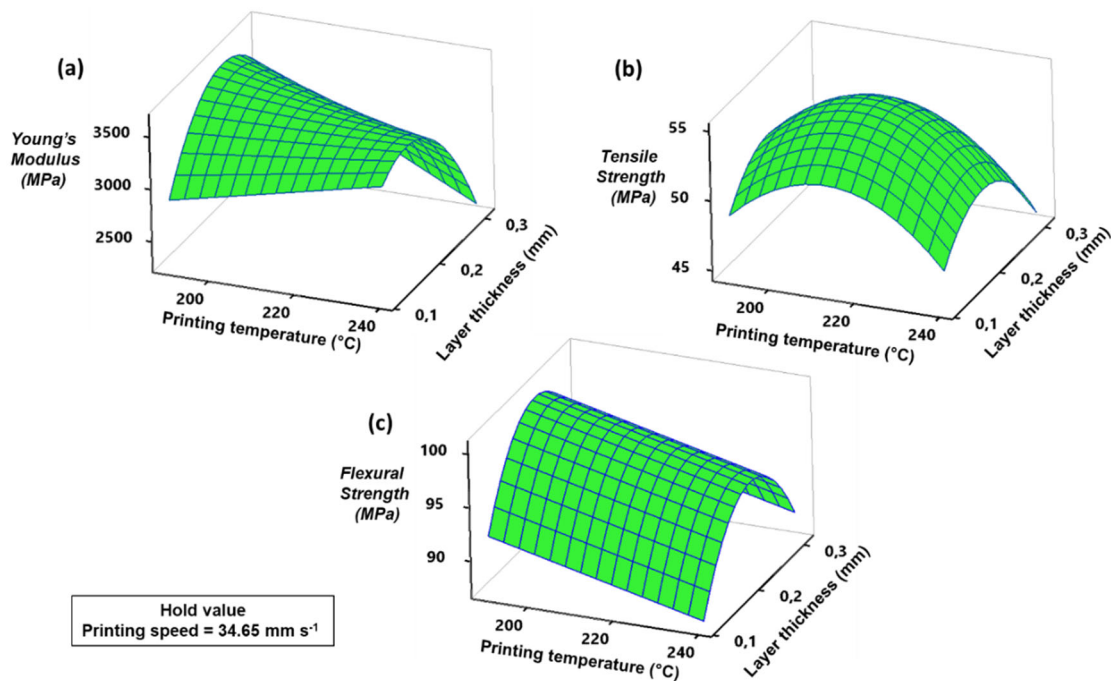 (a)
Young's
Modulus
(MPa)
3500
3000
2500
200
220
240
Printing temperature (°C)
0,1
0,2
0,3
Layer thickness (mm)
(b)
Tensile
Strength
(MPa)
55
50
45
200
220
240
Printing temperature (°C)
0,1
0,2
0,3
Layer thickness (mm)
(c)
Flexural
Strength
(MPa)
100
95
90
200
220
240
Printing temperature (°C)
0,1
0,2
0,3
Layer thickness (mm)
Hold value
Printing speed = 34.65 mm s⁻¹